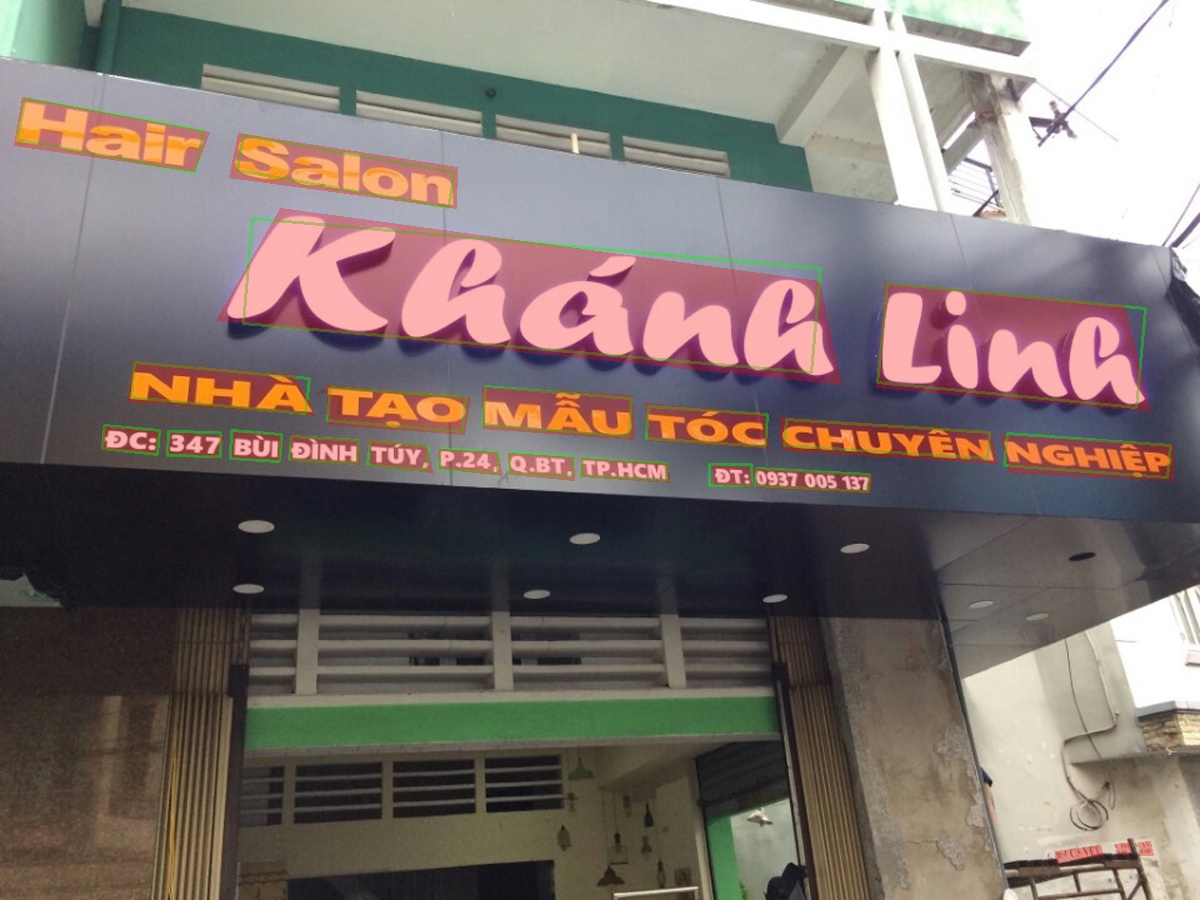 Hair Salon
Khánh Linh
NHÀ TẠO MẪU TÓC CHUYÊN NGHIỆP
ĐC: 347 BÙI ĐÌNH TÚY, P.24, Q.BT, TP.HCM ĐT: 0937 005 137